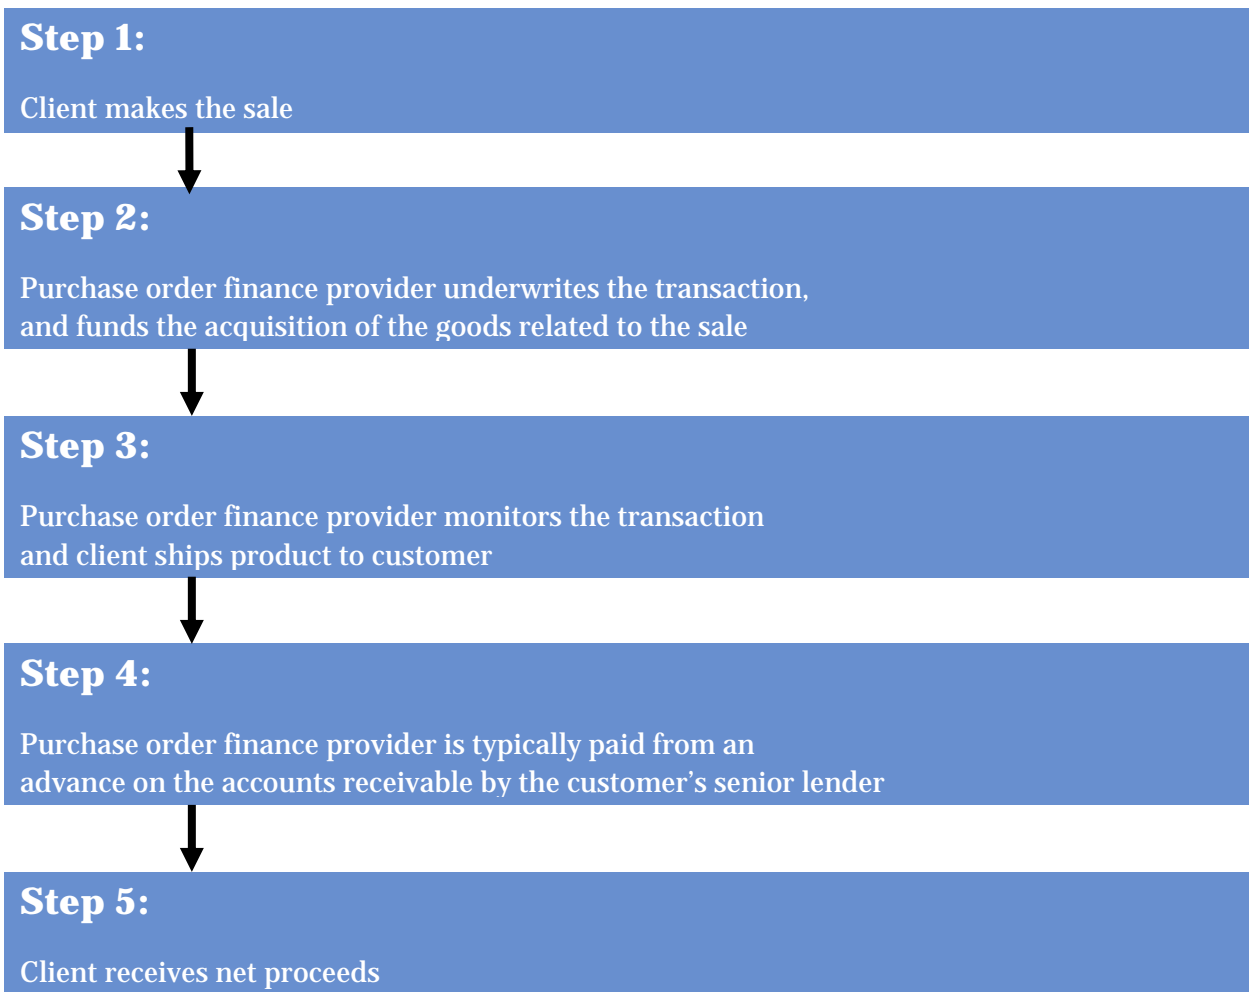 Step 1:
Client makes the sale
Step 2:
Purchase order finance provider underwrites the transaction,
and funds the acquisition of the goods related to the sale
Step 3:
Purchase order finance provider monitors the transaction
and client ships product to customer
Step 4:
Purchase order finance provider is typically paid from an
advance on the accounts receivable by the customer’s senior lender
Step 5:
Client receives net proceeds